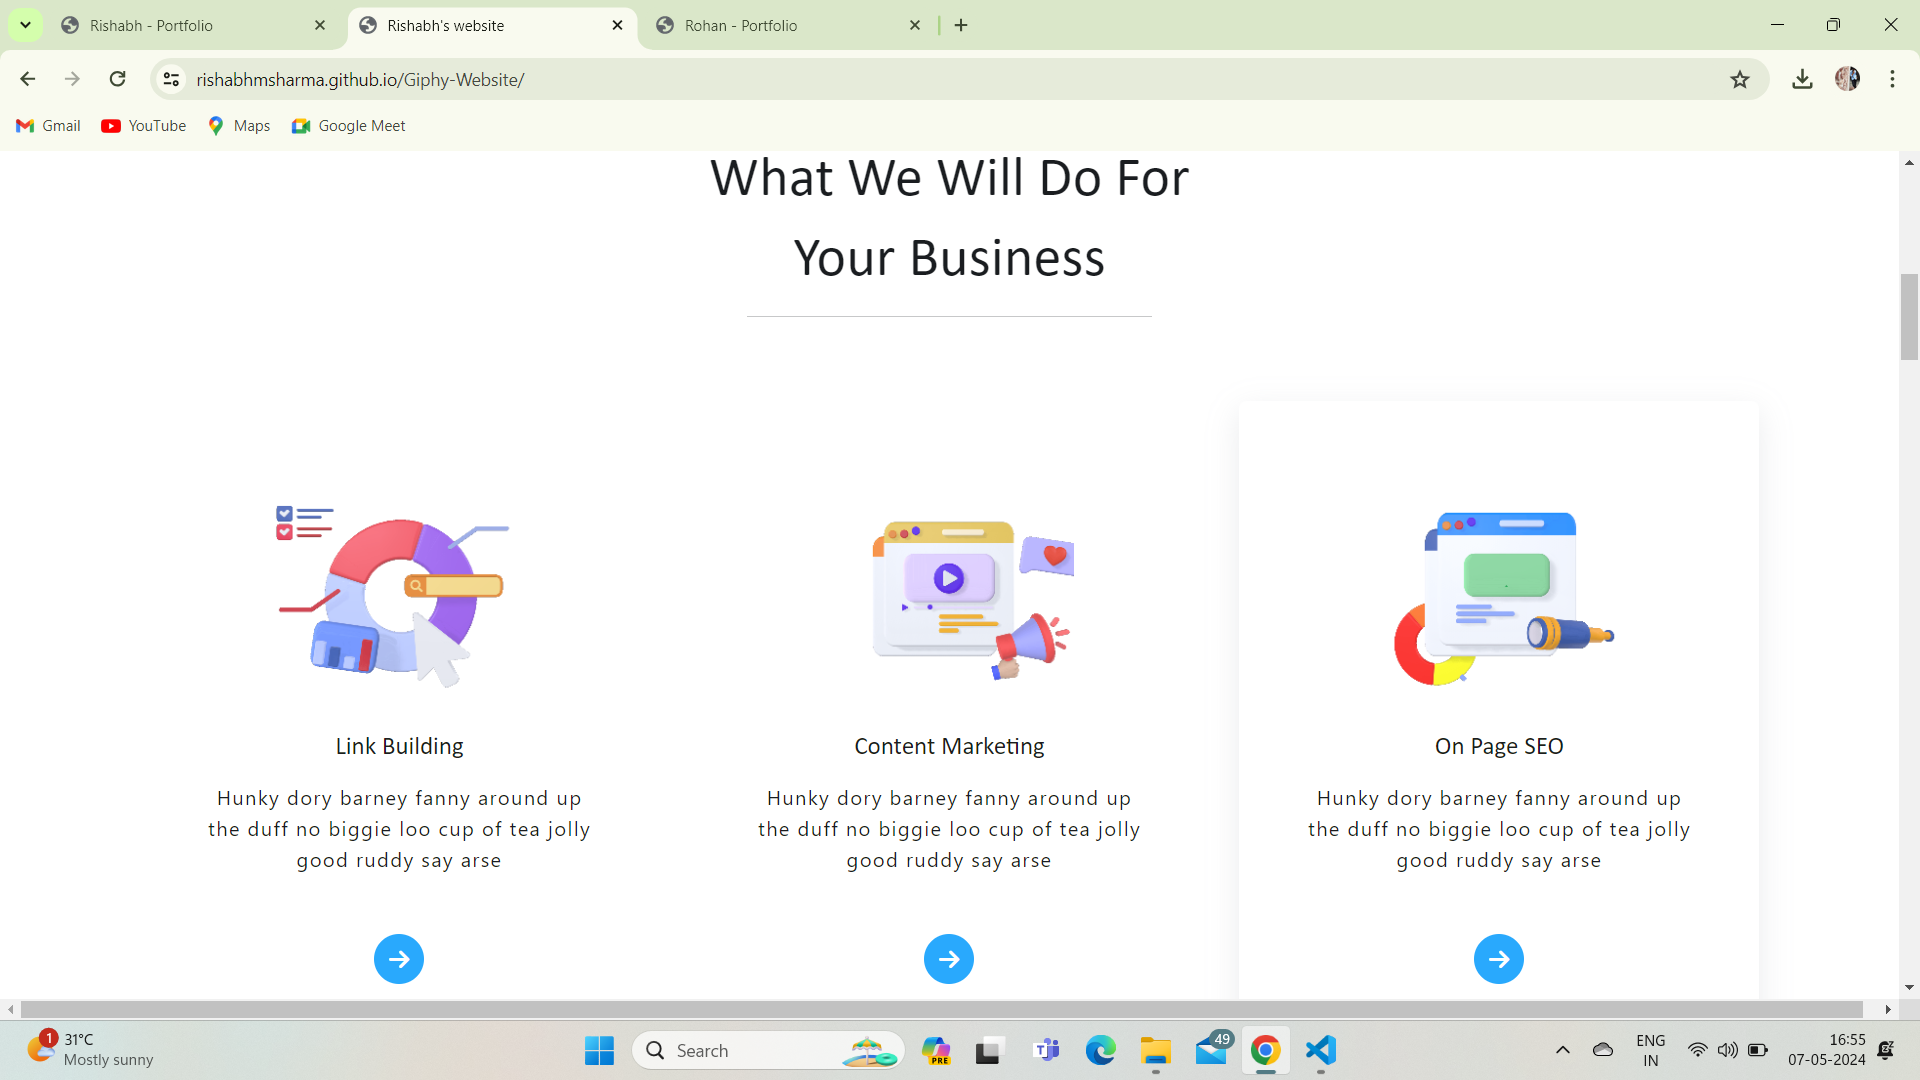 Rishabh - Portfolio
Rishabh's website
Rohan - Portfolio
rishabhmsharma.github.io/Giphy-Website/
Gmail
YouTube
Maps
Google Meet
What We Will Do For
Your Business
Link Building
Hunky dory barney fanny around up
the duff no biggie loo cup of tea jolly
good ruddy say arse
Content Marketing
Hunky dory barney fanny around up
the duff no biggie loo cup of tea jolly
good ruddy say arse
On Page SEO
Hunky dory barney fanny around up
the duff no biggie loo cup of tea jolly
good ruddy say arse
1
31°C
Mostly sunny
Search
PRE
49
ENG
IN
16:55
07-05-2024